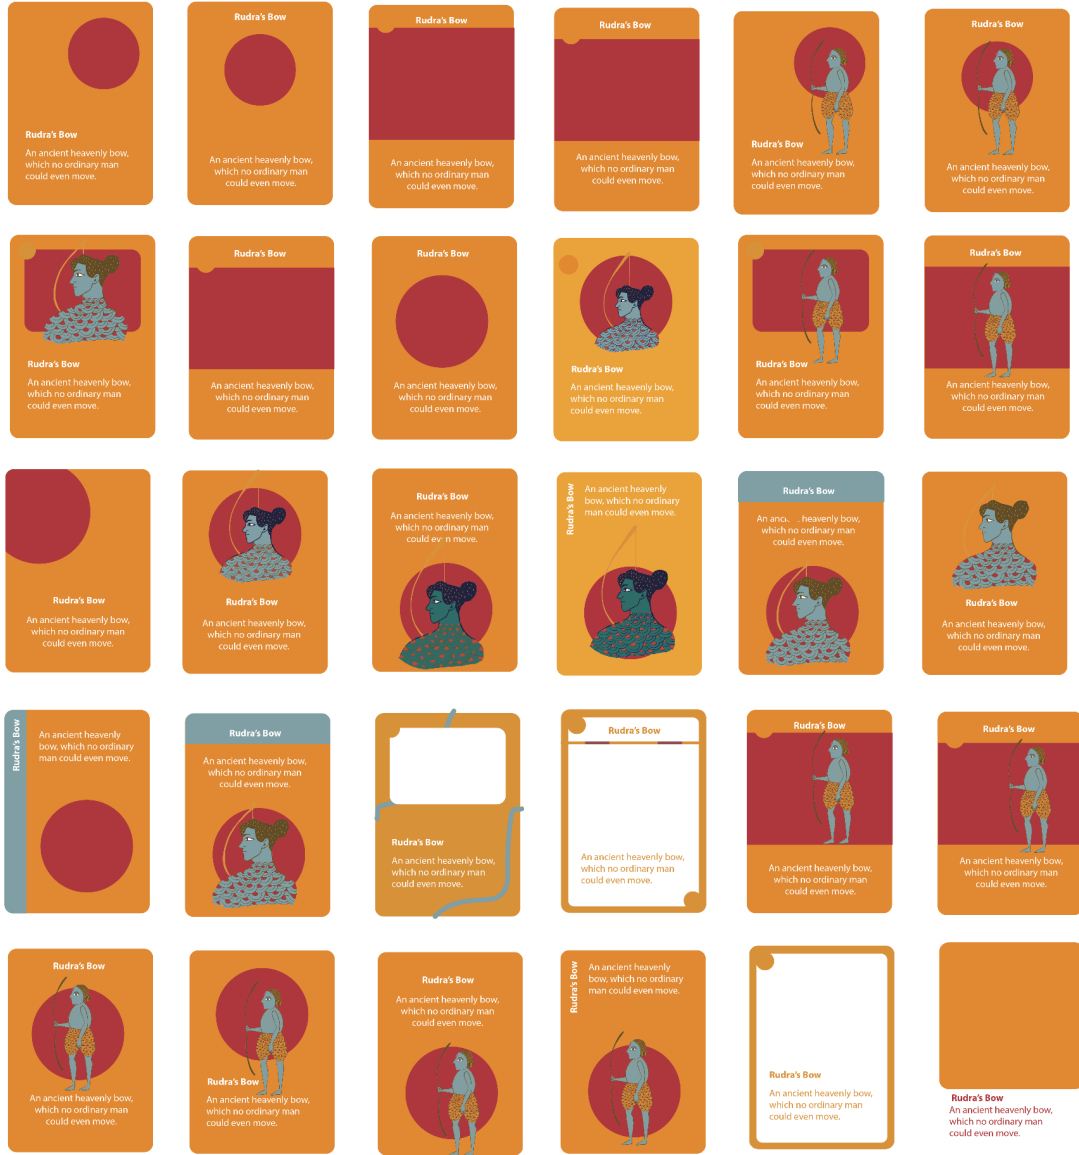 Rudra's Bow
An ancient heavenly bow,
which no ordinary man
could even move.
Rudra's Bow
An ancient heavenly bow,
which no ordinary man
could even move.
Rudra's Bow
An ancient heavenly bow,
which no ordinary man
could even move.
Rudra's Bow
An ancient heavenly bow,
which no ordinary man
could even move.
Rudra's Bow
An ancient heavenly bow,
which no ordinary man
could even move.
Rudra's Bow
An ancient heavenly bow,
which no ordinary man
could even move.
Rudra's Bow
An ancient heavenly bow,
which no ordinary man
could even move.
Rudra's Bow
An ancient heavenly bow,
which no ordinary man
could even move.
Rudra's Bow
An ancient heavenly bow,
which no ordinary man
could even move.
Rudra's Bow
An ancient heavenly bow,
which no ordinary man
could even move.
Rudra's Bow
An ancient heavenly bow,
which no ordinary man
could even move.
Rudra's Bow
An ancient heavenly bow,
which no ordinary man
could even move.
Rudra's Bow
An ancient heavenly bow,
which no ordinary man
could even move.
Rudra's Bow
An ancient heavenly bow,
which no ordinary man
could even move.
Rudra's Bow
An ancient heavenly bow,
which no ordinary man
could move.
Rudra's Bow
An ancient heavenly
bow, which no ordinary
man could even move.
Rudra's Bow
An heavenly bow,
which no ordinary man
could even move.
Rudra's Bow
An ancient heavenly bow,
which no ordinary man
could even move.
Rudra's Bow
An ancient heavenly
bow, which no ordinary
man could even move.
Rudra's Bow
An ancient heavenly bow,
which no ordinary man
could even move.
Rudra's Bow
An ancient heavenly bow,
which no ordinary man
could even move.
Rudra's Bow
An ancient heavenly bow,
which no ordinary man
could even move.
Rudra's Bow
An ancient heavenly bow,
which no ordinary man
could even move.
Rudra's Bow
An ancient heavenly bow,
which no ordinary man
could even move.
Rudra's Bow
An ancient heavenly bow,
which no ordinary man
could even move.
Rudra's Bow
An ancient heavenly bow,
which no ordinary man
could even move.
Rudra's Bow
An ancient heavenly bow,
which no ordinary man
could even move.
Rudra's Bow
An ancient heavenly
bow, which no ordinary
man could even move.
Rudra's Bow
An ancient heavenly bow,
which no ordinary man
could even move.
Rudra's Bow
An ancient heavenly bow,
which no ordinary man
could even move.